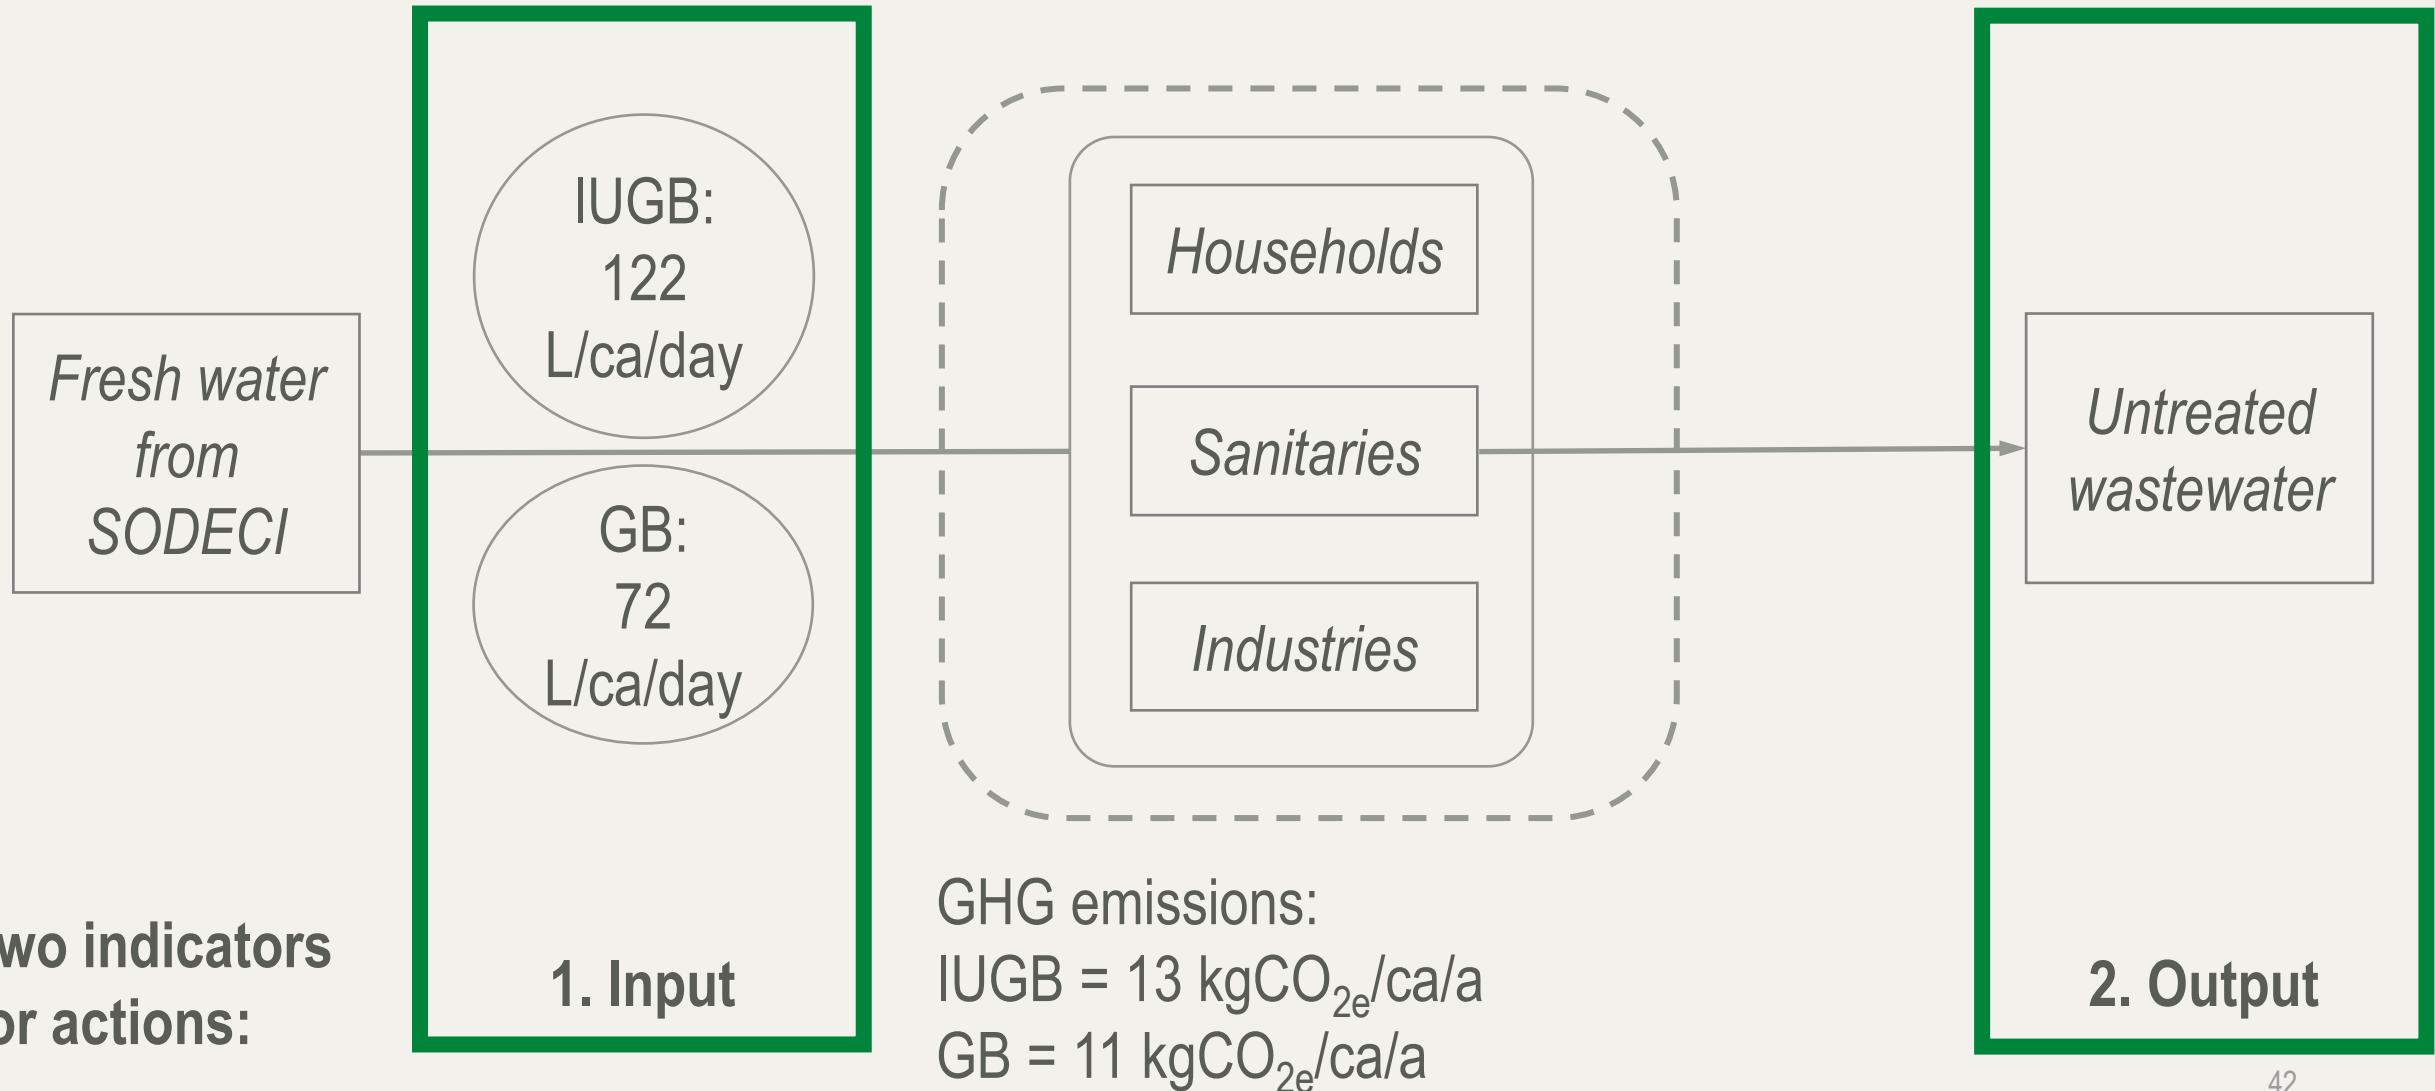 Fresh water
from
SODECI
IUGB:
122
L/ca/day
GB:
72
L/ca/day
1. Input
Households
Sanitaries
Industries
GHG emissions:
IUGB = 13 kgCO2e/ca/a
GB = 11 kgCO2e/ca/a
Untreated
wastewater
2. Output
wo indicators
or actions:
42